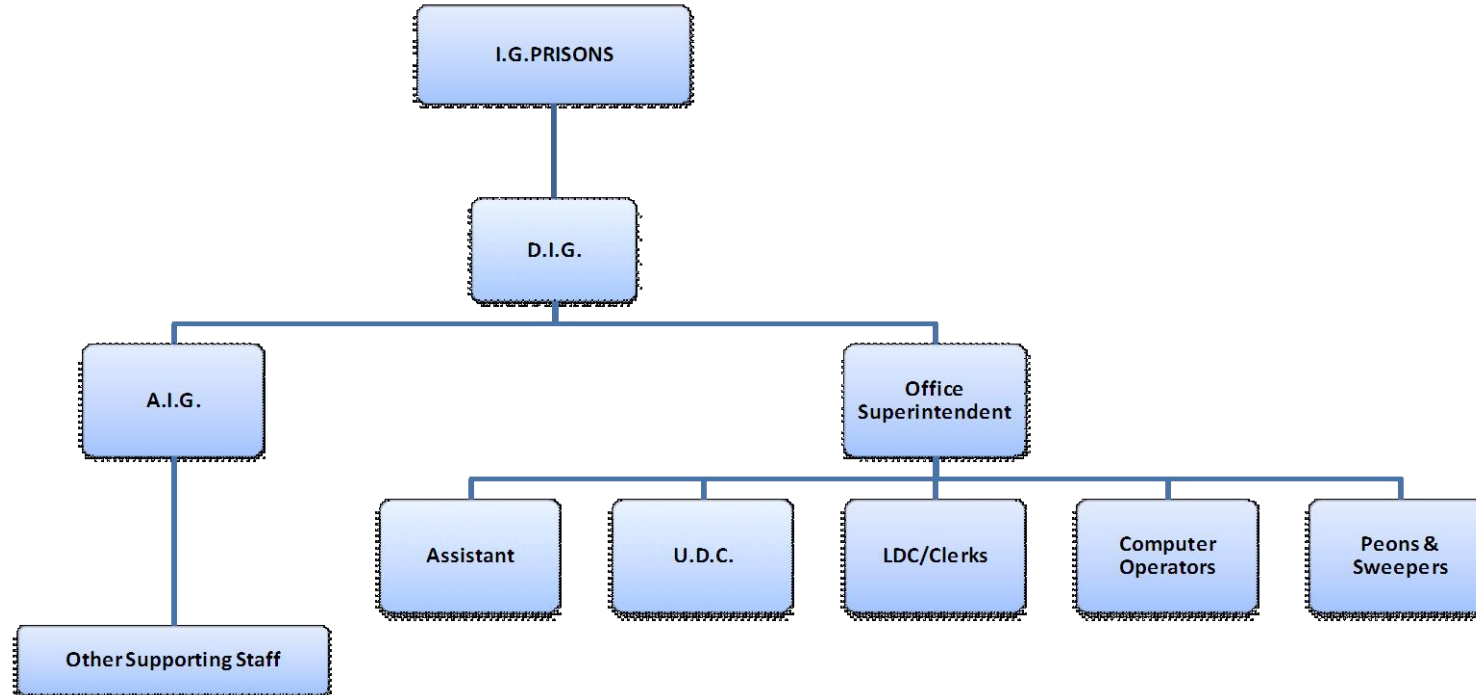 I.G.PRISONS
D.I.G.
A.I.G.
Office
Superintendent
Assistant
U.D.C.
LDC/Clerks
Computer
Operators
Peons &
Sweepers
Other Supporting Staff